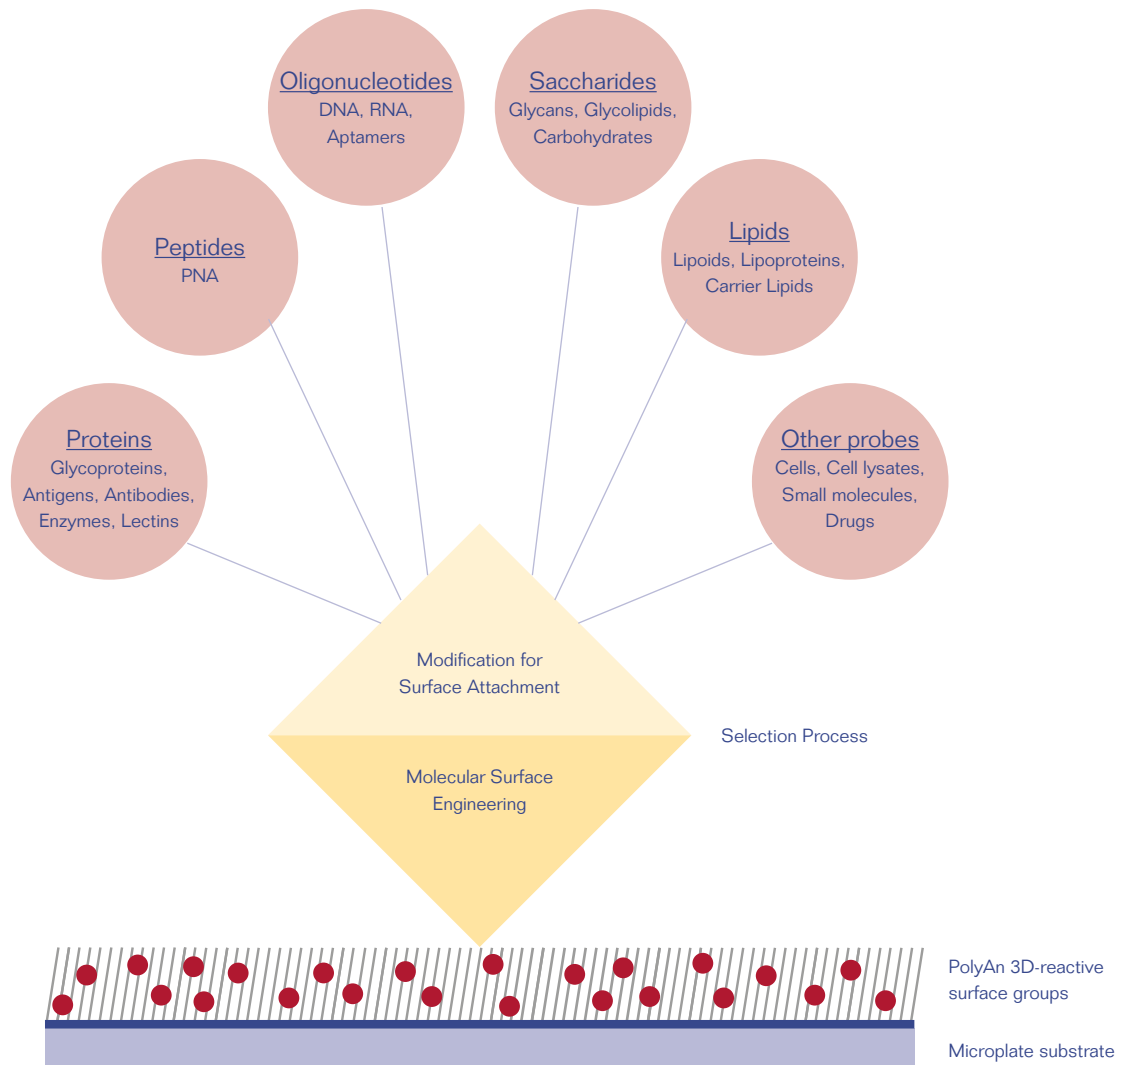 Oligonucleotides
DNA, RNA,
Aptamers
Saccharides
Glycans, Glycolipids,
Carbohydrates
Peptides
PNA
Lipids
Lipoids, Lipoproteins,
Carrier Lipids
Proteins
Glycoproteins,
Antigens, Antibodies,
Enzymes, Lectins
Other probes
Cells, Cell lysates,
Small molecules,
Drugs
Modification for
Surface Attachment
Selection Process
Molecular Surface
Engineering
PolyAn 3D-reactive
surface groups
Microplate substrate